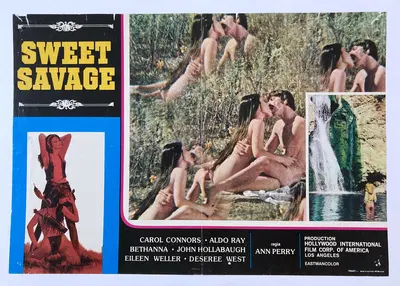 SWEET
SAVAGE
CAROL CONNORS · ALDO RAY
BETHANNA · JOHN HOLLABAUGH
EILEEN WELLER · DESEREE WEST
regia
ANN PERRY
PRODUCTION
HOLLYWOOD INTERNATIONAL
FILM CORP. OF AMERICA
LOS ANGELES
EASTMANCOLOR